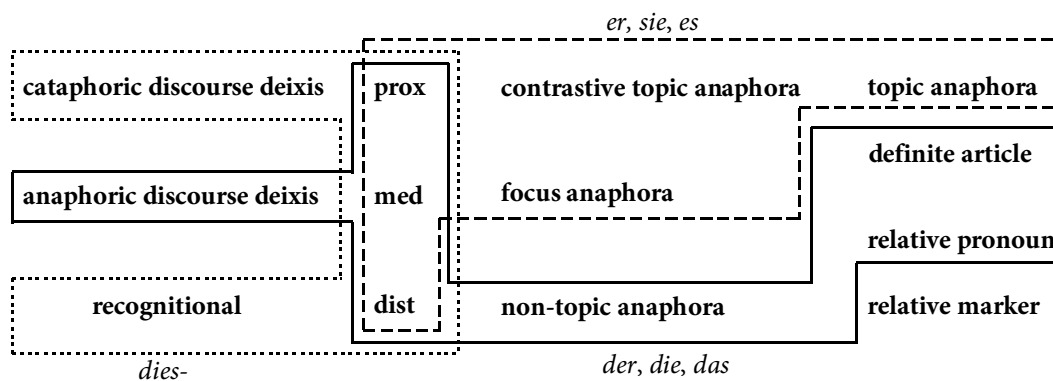 er, sie, es
cataphoric discourse deixis prox contrastive topic anaphora topic anaphora
definite article
anaphoric discourse deixis med focus anaphora
relative pronoun
recognitional dist non-topic anaphora relative marker
dies- der, die, das